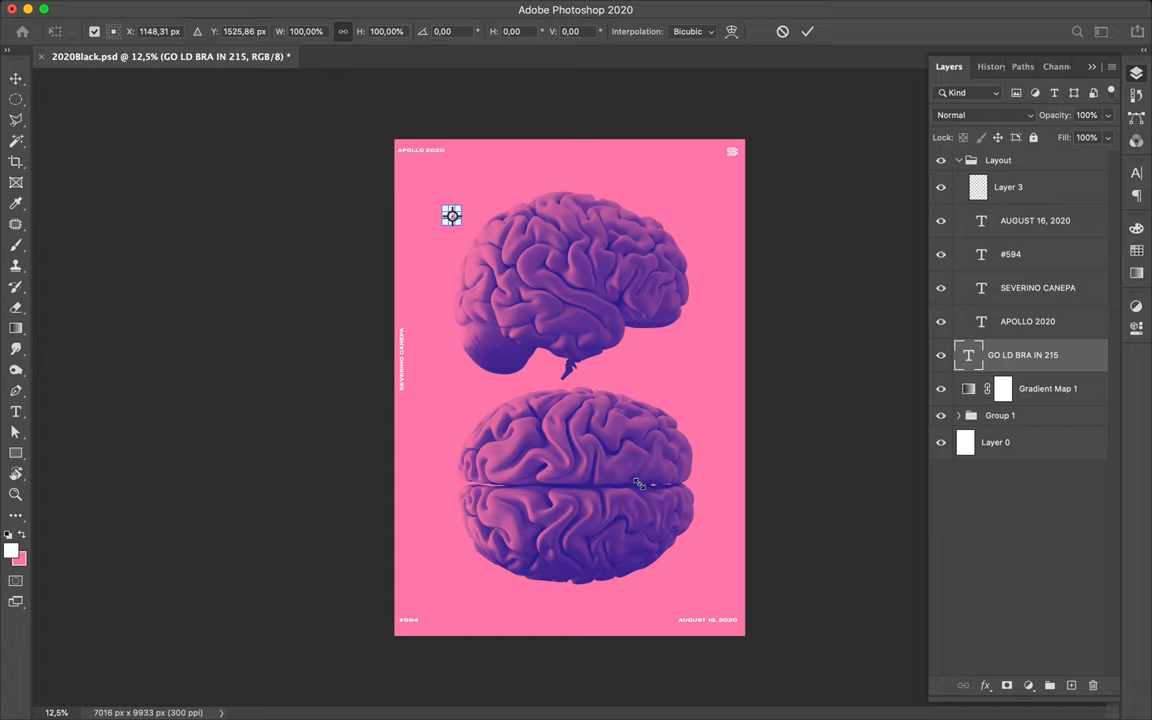 Adobe Photoshop 2020
X: 1148,31 px Y: 1525,86 px W: 100,00% H: 100,00% 0,00 ° H: 0,00 ° V: 0,00 ° Interpolation: Bicubic
2020Black.psd @ 12,5% (GO LD BRA IN 215, RGB/8) *
Layers Histor Paths Chann
Kind
Normal Opacity: 100%
Lock: Fill: 100%
Layout
Layer 3
AUGUST 16, 2020
#594
SEVERINO CANEPA
APOLLO 2020
GO LD BRA IN 215
Gradient Map 1
Group 1
Layer 0
APOLLO 2020
SEVERINO CANEPA
#594
AUGUST 16, 2020
12,5% 7016 px x 9933 px (300 ppi)